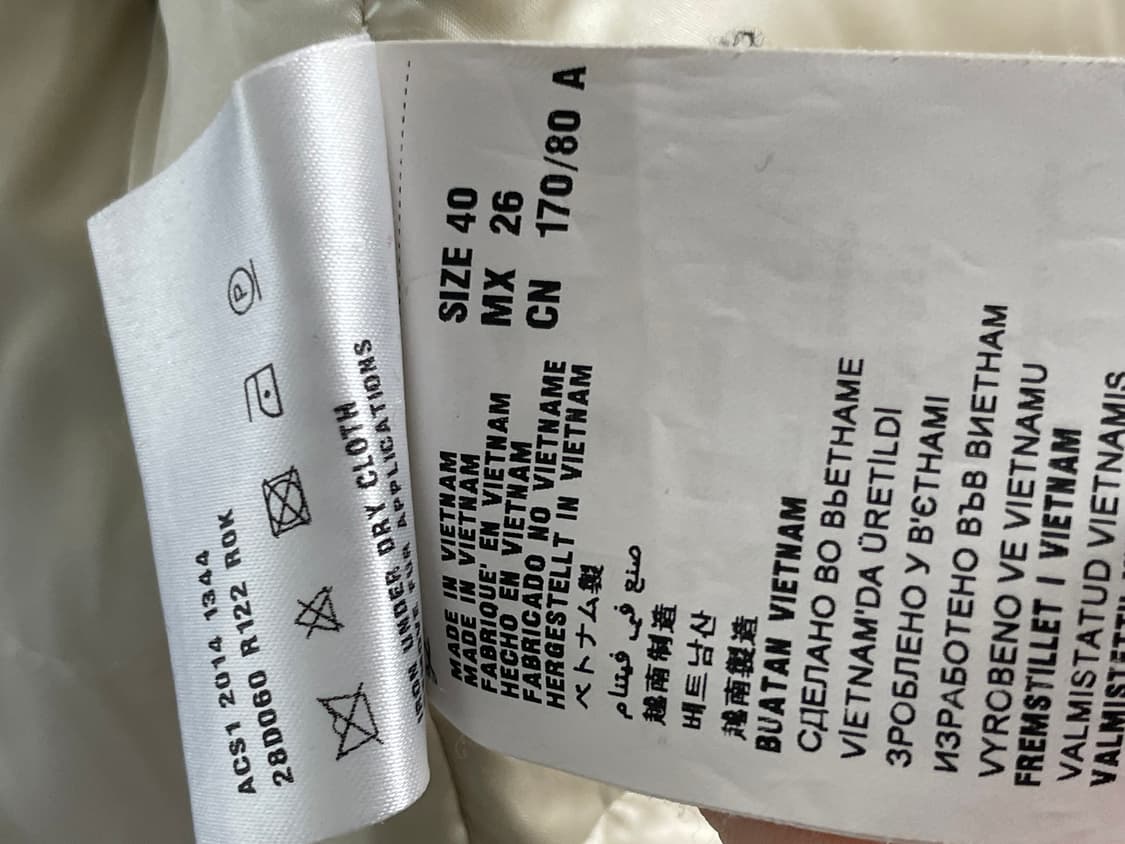 ACS1 2014 1344
28D060 R122 R0K
P
IRON UNDER DRY CLOTH
APPLICATIONS
SIZE 40
MX 26
CN 170/80 A
MADE IN VIETNAM
MADE IN VIETNAM
FABRIQUE' EN VIETNAM
HECHO EN VIETNAM
FABRICADO NO VIETNAME
HERGESTELLT IN VIETNAM
ベトナム製
صنع في فيتنام
越南制造
베트남산
越南製造
BUATAN VIETNAM
СДЕЛАНО ВО ВЬЕТНАМЕ
VİETNAM'DA ÜRETİLDİ
ЗРОБЛЕНО У В'ЄТНАМІ
ИЗРАБОТЕНО ВЪВ ВИЕТНАМ
VYROBENO VE VIETNAMU
FREMSTILLET I VIETNAM
VALMISTATUD VIETNAMIS